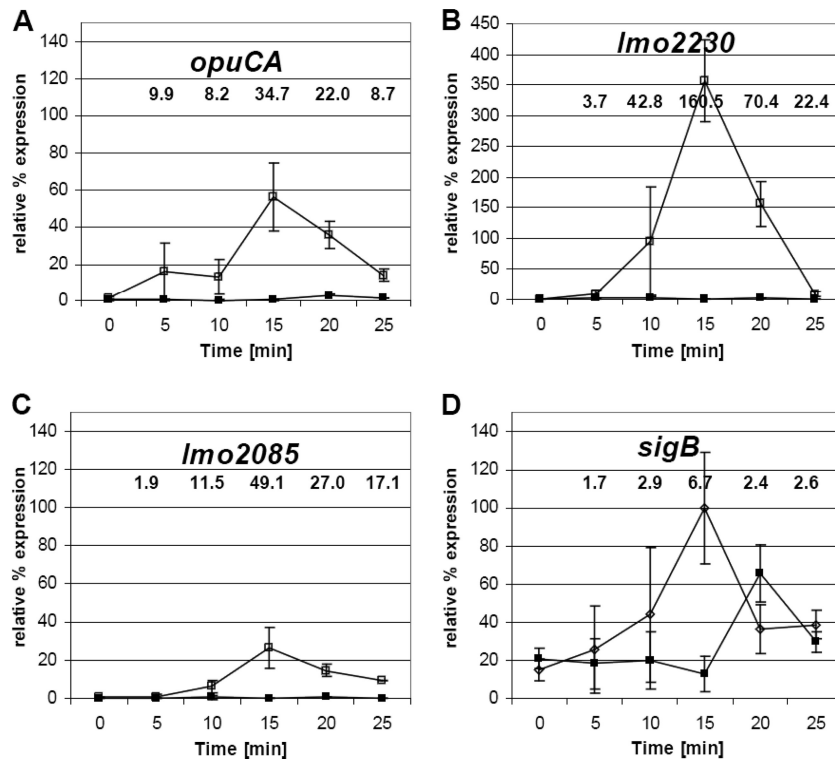 A
opuCA
9.9 8.2 34.7 22.0 8.7
140
120
100
80
60
40
20
0
relative % expression
0 5 10 15 20 25
Time [min]
B
lmo2230
3.7 42.8 160.5 70.4 22.4
450
400
350
300
250
200
150
100
50
0
relative % expression
0 5 10 15 20 25
Time [min]
C
lmo2085
1.9 11.5 49.1 27.0 17.1
140
120
100
80
60
40
20
0
relative % expression
0 5 10 15 20 25
Time [min]
D
sigB
1.7 2.9 6.7 2.4 2.6
140
120
100
80
60
40
20
0
relative % expression
0 5 10 15 20 25
Time [min]